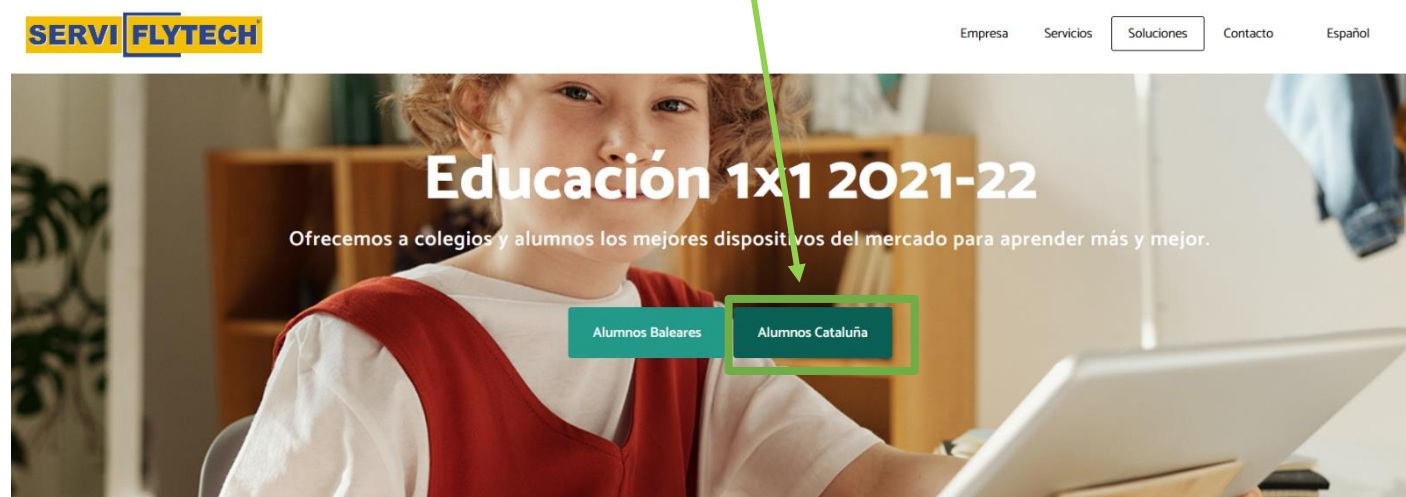 SERVI FLYTECH
Empresa Servicios Soluciones Contacto Español
Educación 1x1 2021-22
Ofrecemos a colegios y alumnos los mejores dispositivos del mercado para aprender más y mejor.
Alumnos Baleares Alumnos Cataluña